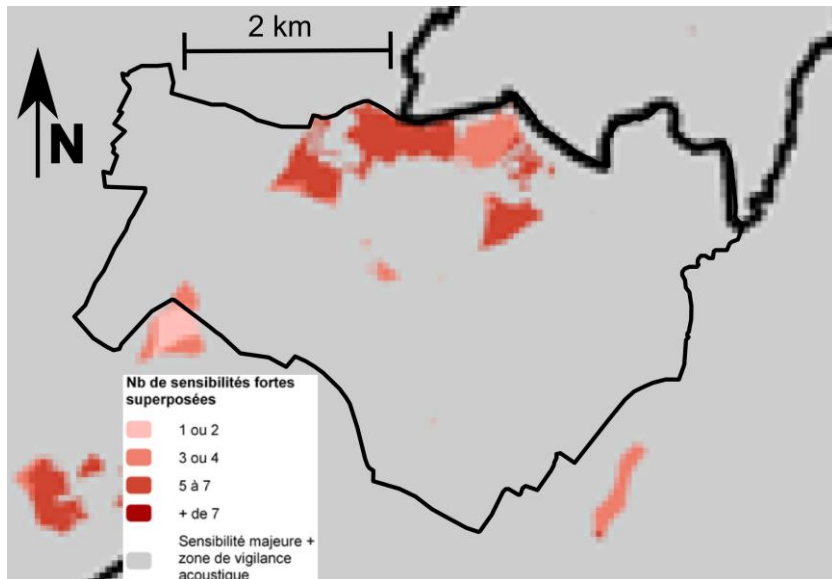 2 km
N
Nb de sensibilités fortes
superposées
1 ou 2
3 ou 4
5 à 7
+ de 7
Sensibilité majeure +
zone de vigilance
acoustique